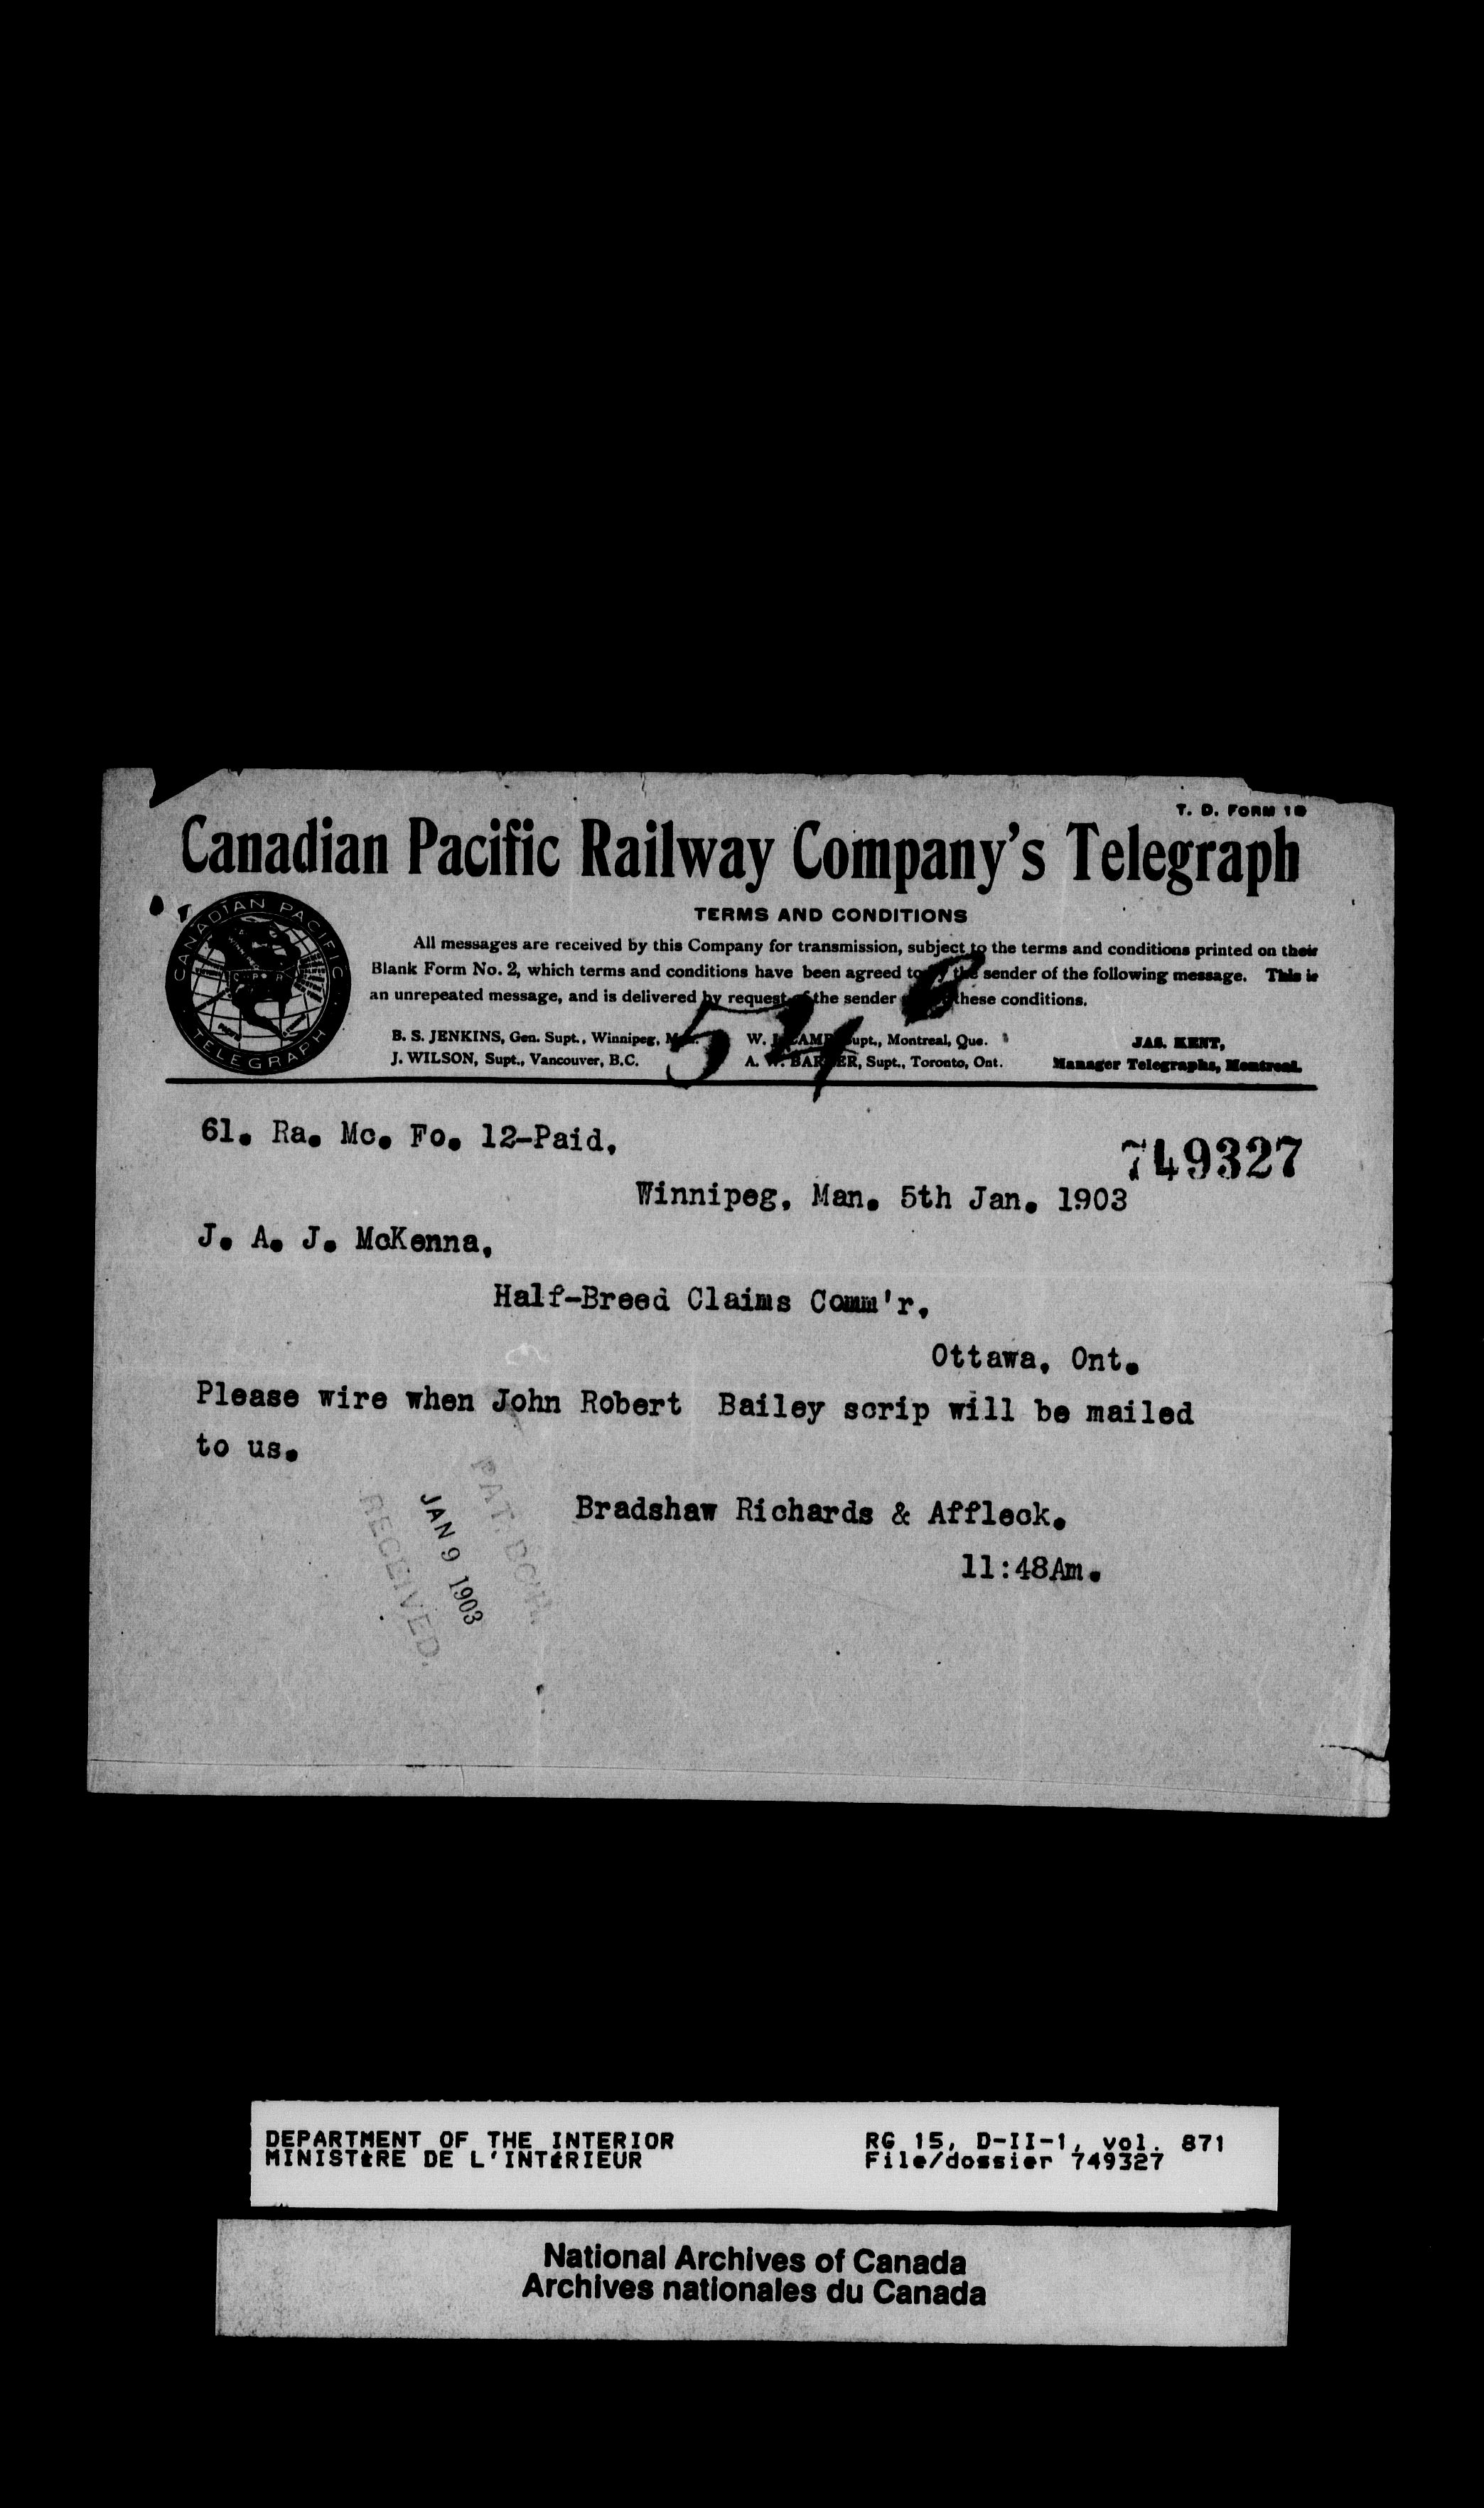 T. D. FORM 10
Canadian Pacific Railway Company's Telegraph
CANADIAN PACIFIC
TELEGRAPH
TERMS AND CONDITIONS
All messages are received by this Company for transmission, subject to the terms and conditions printed on their
Blank Form No. 2, which terms and conditions have been agreed to by the sender of the following message. This is
an unrepeated message, and is delivered by request of the sender these conditions.
B. S. JENKINS, Gen. Supt., Winnipeg, W. Supt., Montreal, Que. JAS. KENT,
J. WILSON, Supt., Vancouver, B.C. A. W. BARBER, Supt., Toronto, Ont. Manager Telegraphs, Montreal.
548
61. Ra. Mc. Fo. 12-Paid,
749327
Winnipeg, Man. 5th Jan. 1903
J. A. J. McKenna,
Half-Breed Claims Comm'r,
Ottawa, Ont.
Please wire when John Robert Bailey scrip will be mailed
to us.
Bradshaw Richards & Affleck.
11:48Am.
JAN 9 1903
RECEIVED.
DEPARTMENT OF THE INTERIOR
MINISTÈRE DE L'INTÉRIEUR
RG 15, D-II-1, vol. 871
File/dossier 749327
National Archives of Canada
Archives nationales du Canada